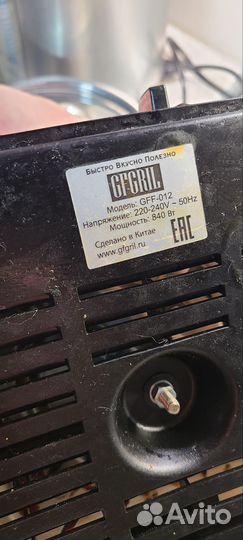 Быстро Вкусно Полезно
GFGRIL
Модель: GFF-012
Напряжение: 220-240V ~ 50Hz
Мощность: 840 Вт
Сделано в Китае
www.gfgril.ru
EAC
Avito